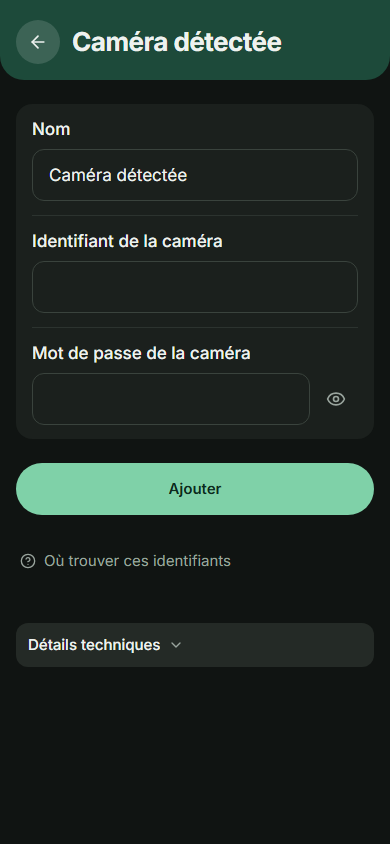 Caméra détectée
Nom
Caméra détectée
Identifiant de la caméra
Mot de passe de la caméra
Ajouter
Où trouver ces identifiants
Détails techniques